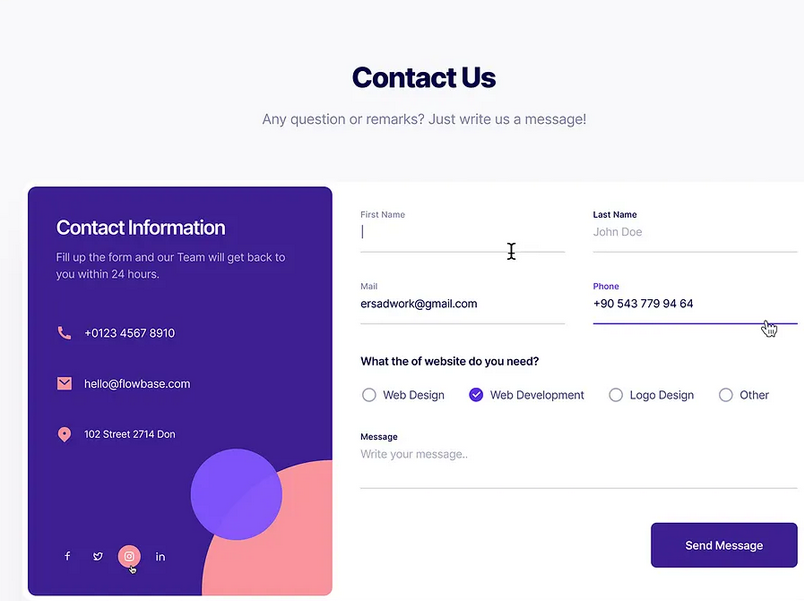 Contact Us
Any question or remarks? Just write us a message!
Contact Information
Fill up the form and our Team will get back to
you within 24 hours.
+0123 4567 8910
hello@flowbase.com
102 Street 2714 Don
First Name
Last Name
John Doe
Mail
ersadwork@gmail.com
Phone
+90 543 779 94 64
What the of website do you need?
Web Design
Web Development
Logo Design
Other
Message
Write your message..
Send Message